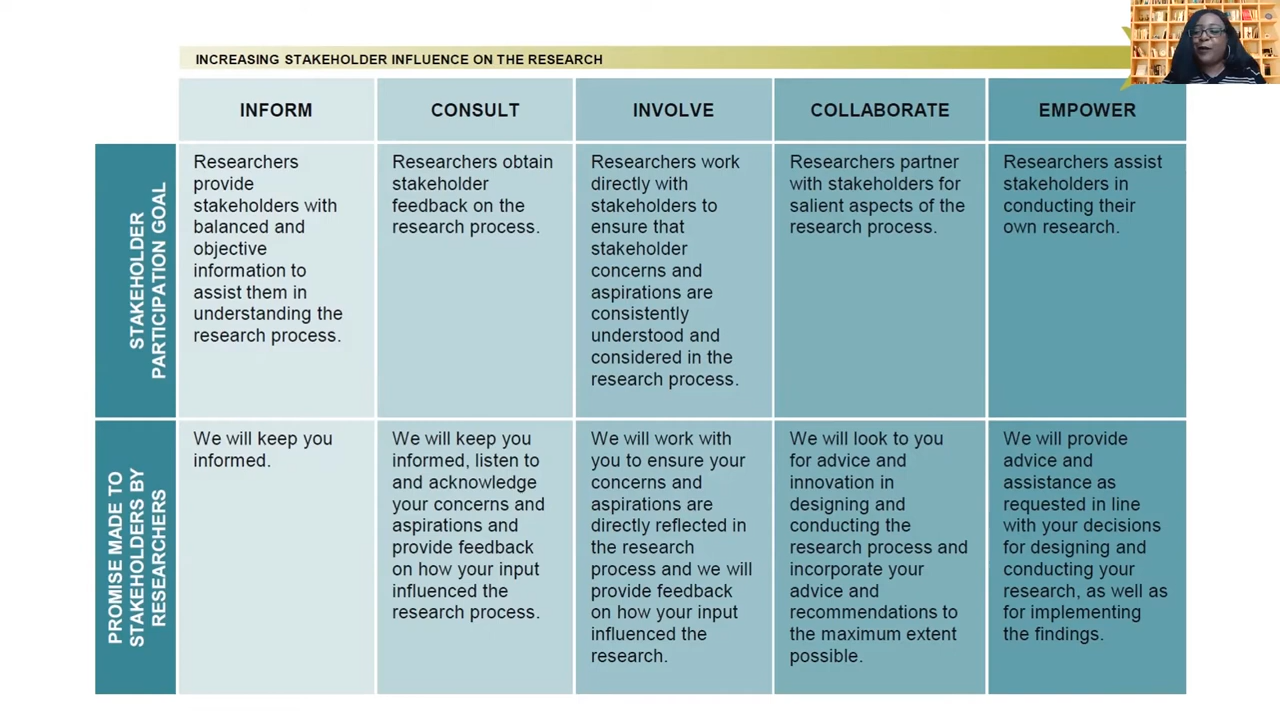 INCREASING STAKEHOLDER INFLUENCE ON THE RESEARCH
INFORM
CONSULT
INVOLVE
COLLABORATE
EMPOWER
STAKEHOLDER
PARTICIPATION GOAL
Researchers
provide
stakeholders with
balanced and
objective
information to
assist them in
understanding the
research process.
Researchers obtain
stakeholder
feedback on the
research process.
Researchers work
directly with
stakeholders to
ensure that
stakeholder
concerns and
aspirations are
consistently
understood and
considered in the
research process.
Researchers partner
with stakeholders for
salient aspects of the
research process.
Researchers assist
stakeholders in
conducting their
own research.
PROMISE MADE TO
STAKEHOLDERS BY
RESEARCHERS
We will keep you
informed.
We will keep you
informed, listen to
and acknowledge
your concerns and
aspirations and
provide feedback
on how your input
influenced the
research process.
We will work with
you to ensure your
concerns and
aspirations are
directly reflected in
the research
process and we will
provide feedback
on how your input
influenced the
research.
We will look to you
for advice and
innovation in
designing and
conducting the
research process and
incorporate your
advice and
recommendations to
the maximum extent
possible.
We will provide
advice and
assistance as
requested in line
with your decisions
for designing and
conducting your
research, as well as
for implementing
the findings.